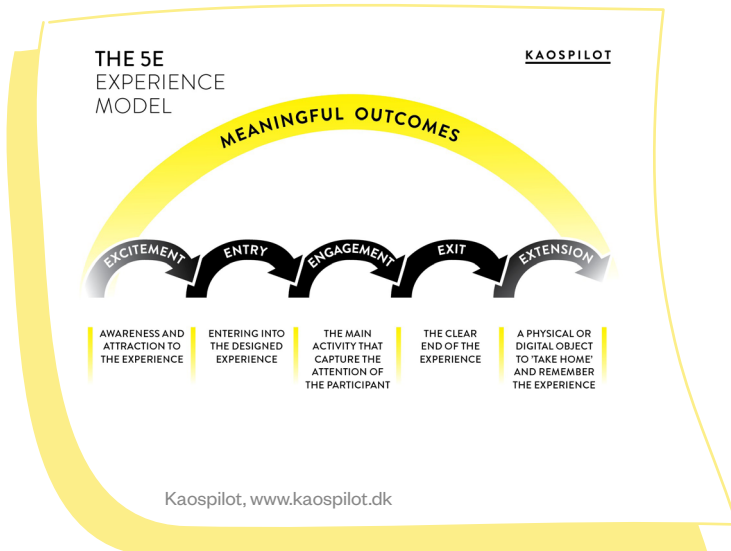 THE 5E
EXPERIENCE
MODEL
KAOSPILOT
MEANINGFUL OUTCOMES
EXCITEMENT
ENTRY
ENGAGEMENT
EXIT
EXTENSION
AWARENESS AND
ATTRACTION TO
THE EXPERIENCE
ENTERING INTO
THE DESIGNED
EXPERIENCE
THE MAIN
ACTIVITY THAT
CAPTURE THE
ATTENTION OF
THE PARTICIPANT
THE CLEAR
END OF THE
EXPERIENCE
A PHYSICAL OR
DIGITAL OBJECT
TO 'TAKE HOME'
AND REMEMBER
THE EXPERIENCE
Kaospilot, www.kaospilot.dk